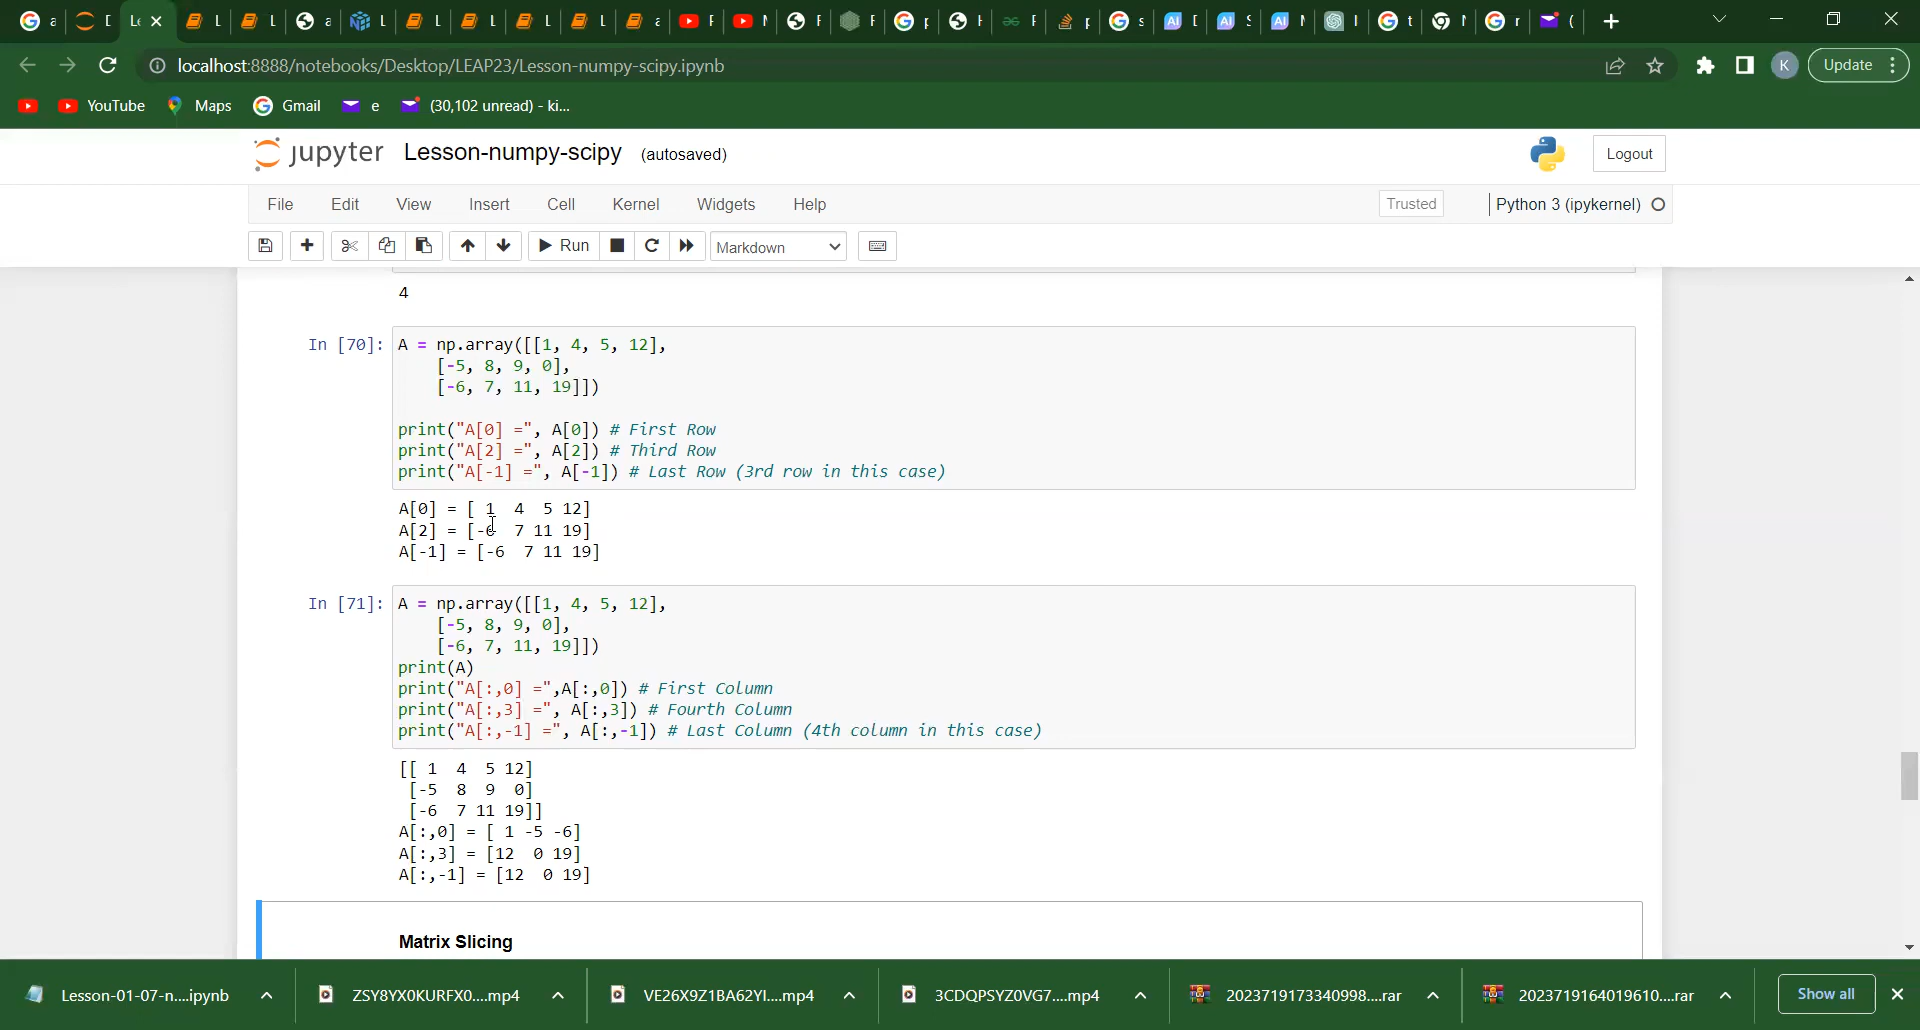 localhost:8888/notebooks/Desktop/LEAP23/Lesson-numpy-scipy.ipynb
K
Update
YouTube
Maps
Gmail
e
(30,102 unread) - ki...
jupyter Lesson-numpy-scipy (autosaved)
Logout
File Edit View Insert Cell Kernel Widgets Help
Trusted
Python 3 (ipykernel)
Run
Markdown
4
In [70]: A = np.array([[1, 4, 5, 12],
[-5, 8, 9, 0],
[-6, 7, 11, 19]])
print("A[0] =", A[0]) # First Row
print("A[2] =", A[2]) # Third Row
print("A[-1] =", A[-1]) # Last Row (3rd row in this case)
A[0] = [ 1  4  5 12]
A[2] = [-6  7 11 19]
A[-1] = [-6  7 11 19]
In [71]: A = np.array([[1, 4, 5, 12],
[-5, 8, 9, 0],
[-6, 7, 11, 19]])
print(A)
print("A[:,0] =",A[:,0]) # First Column
print("A[:,3] =", A[:,3]) # Fourth Column
print("A[:,-1] =", A[:,-1]) # Last Column (4th column in this case)
[[ 1  4  5 12]
[-5  8  9  0]
[-6  7 11 19]]
A[:,0] = [ 1 -5 -6]
A[:,3] = [12  0 19]
A[:,-1] = [12  0 19]
Matrix Slicing
Lesson-01-07-n....ipynb
ZSY8YX0KURFX0....mp4
VE26X9Z1BA62YI....mp4
3CDQPSYZ0VG7....mp4
2023719173340998....rar
2023719164019610....rar
Show all